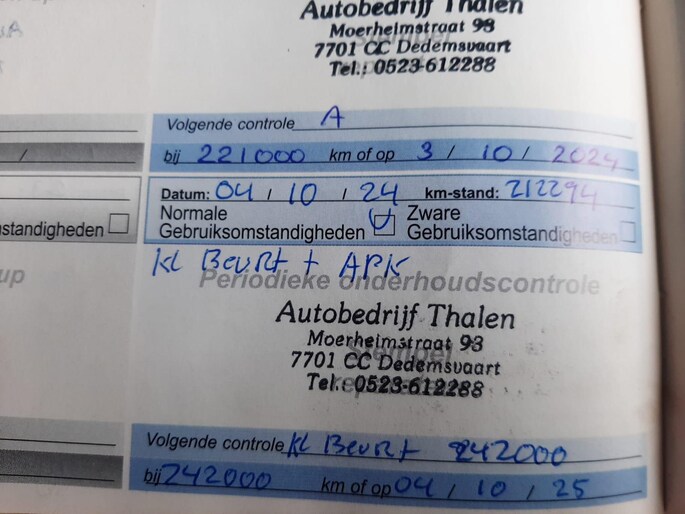 Autobedrijf Thalen
Moerheimstraat 98
7701 CC Dedemsvaart
Tel.: 0523-612288
Volgende controle A
bij 221000 km of op 3 / 10 / 2024
Datum: 04 / 10 / 24 km-stand: 212294
standigheden
Normale Gebruiksomstandigheden
Zware Gebruiksomstandigheden
KL BEURT + APK
Periodieke onderhoudscontrole
Autobedrijf Thalen
Moerheimstraat 98
7701 CC Dedemsvaart
Tel.: 0523-612288
Volgende controle KL BEURT 242000
bij 242000 km of op 04 / 10 / 25